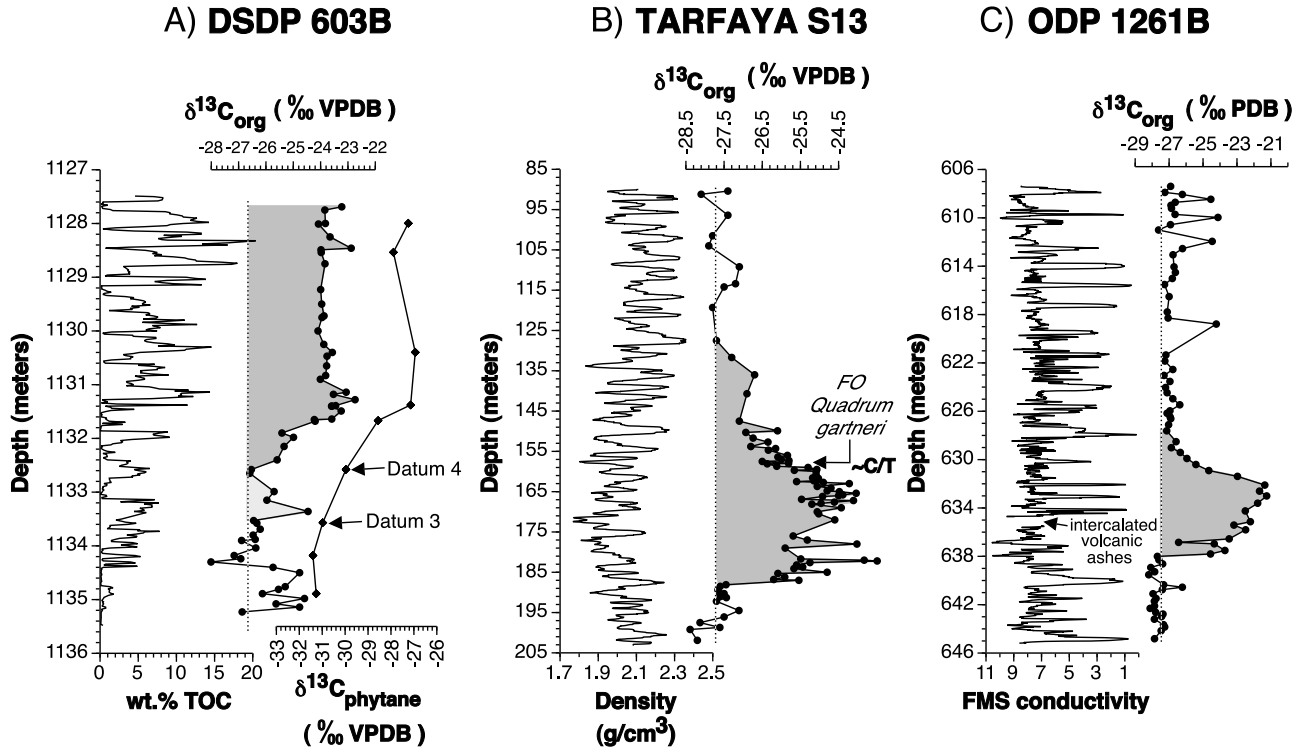 A) DSDP 603B
δ13Corg (‰ VPDB)
-28 -27 -26 -25 -24 -23 -22
Depth (meters)
1127
1128
1129
1130
1131
1132
1133
1134
1135
1136
Datum 4
Datum 3
0 5 10 15 20
wt.% TOC
-33 -32 -31 -30 -29 -28 -27 -26
δ13Cphytane
(‰ VPDB)
B) TARFAYA S13
δ13Corg (‰ VPDB)
-28.5 -27.5 -26.5 -25.5 -24.5
Depth (meters)
85
95
105
115
125
135
145
155
165
175
185
195
205
FO
Quadrum
gartneri
~C/T
1.7 1.9 2.1 2.3 2.5
Density
(g/cm3)
C) ODP 1261B
δ13Corg (‰ PDB)
-29 -27 -25 -23 -21
Depth (meters)
606
610
614
618
622
626
630
634
638
642
646
intercalated
volcanic
ashes
11 9 7 5 3 1
FMS conductivity